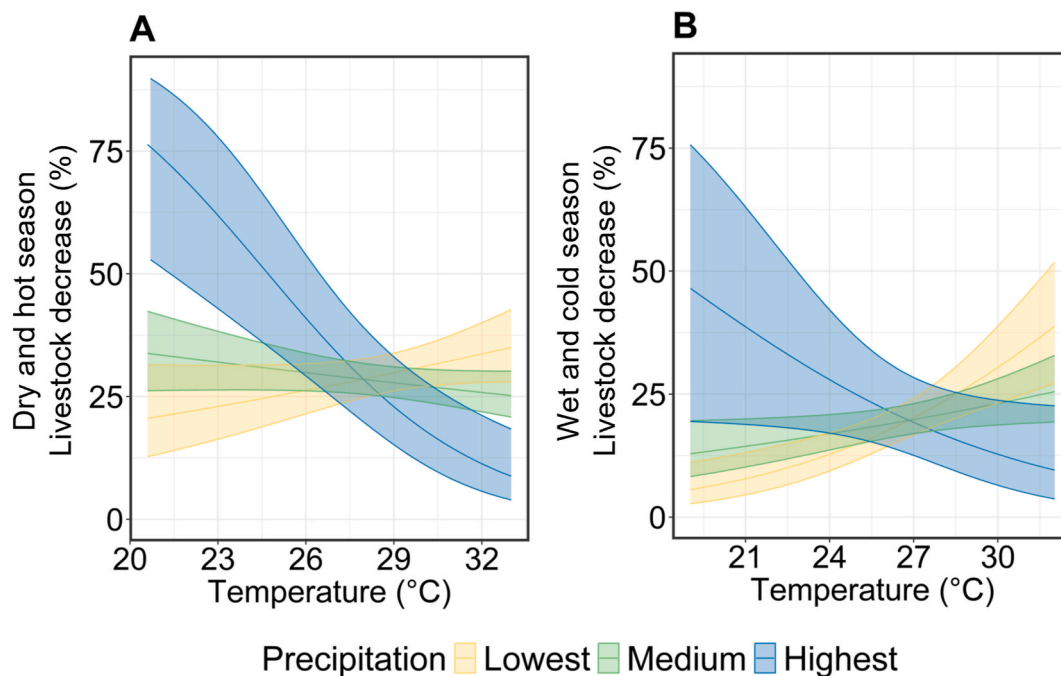 A
Dry and hot season
Livestock decrease (%)
75
50
25
0
20
23
26
29
32
Temperature (°C)
B
Wet and cold season
Livestock decrease (%)
75
50
25
0
21
24
27
30
Temperature (°C)
Precipitation Lowest Medium Highest